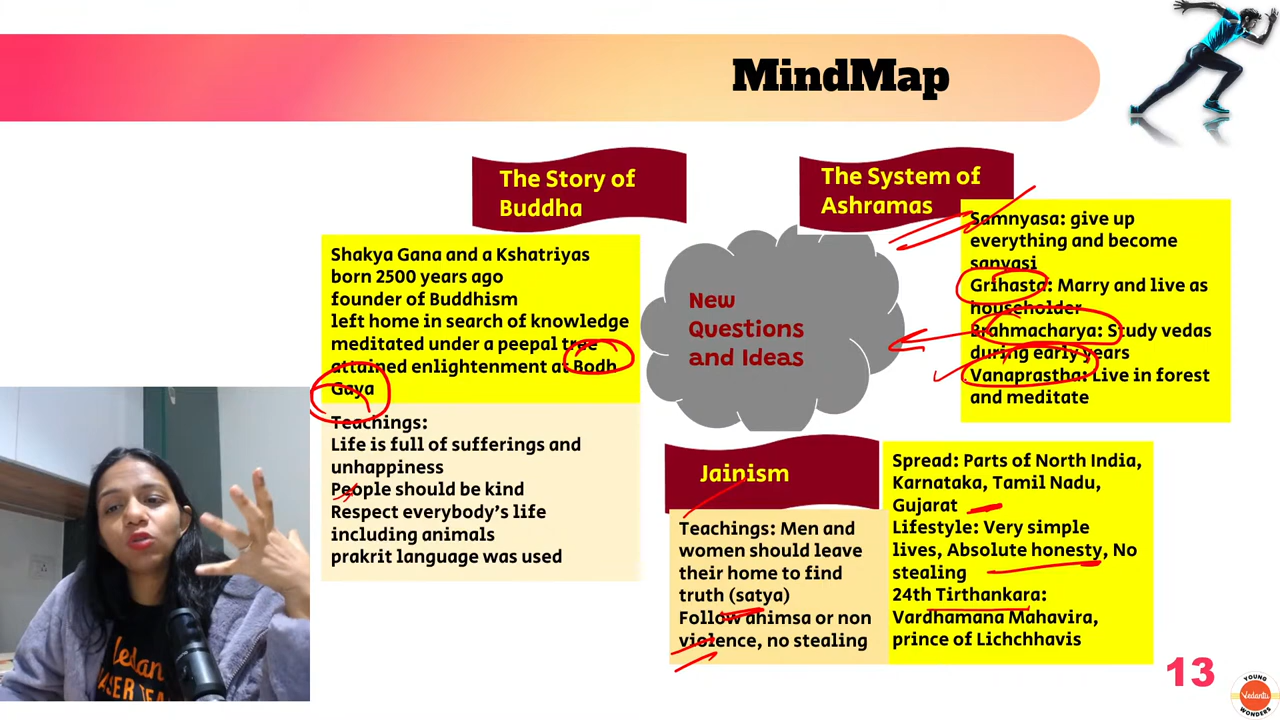 MindMap
The Story of
Buddha
Shakya Gana and a Kshatriyas
born 2500 years ago
founder of Buddhism
left home in search of knowledge
meditated under a peepal tree
attained enlightenment at Bodh
Gaya
Teachings:
Life is full of sufferings and
unhappiness
People should be kind
Respect everybody's life
including animals
prakrit language was used
New
Questions
and Ideas
The System of
Ashramas
Samnyasa: give up
everything and become
sanyasi
Grihasta: Marry and live as
householder
Brahmacharya: Study vedas
during early years
Vanaprastha: Live in forest
and meditate
Jainism
Teachings: Men and
women should leave
their home to find
truth (satya)
Follow ahimsa or non
violence, no stealing
Spread: Parts of North India,
Karnataka, Tamil Nadu,
Gujarat
Lifestyle: Very simple
lives, Absolute honesty, No
stealing
24th Tirthankara:
Vardhamana Mahavira,
prince of Lichchhavis
13
YOUNG
Vedantu
WONDERS